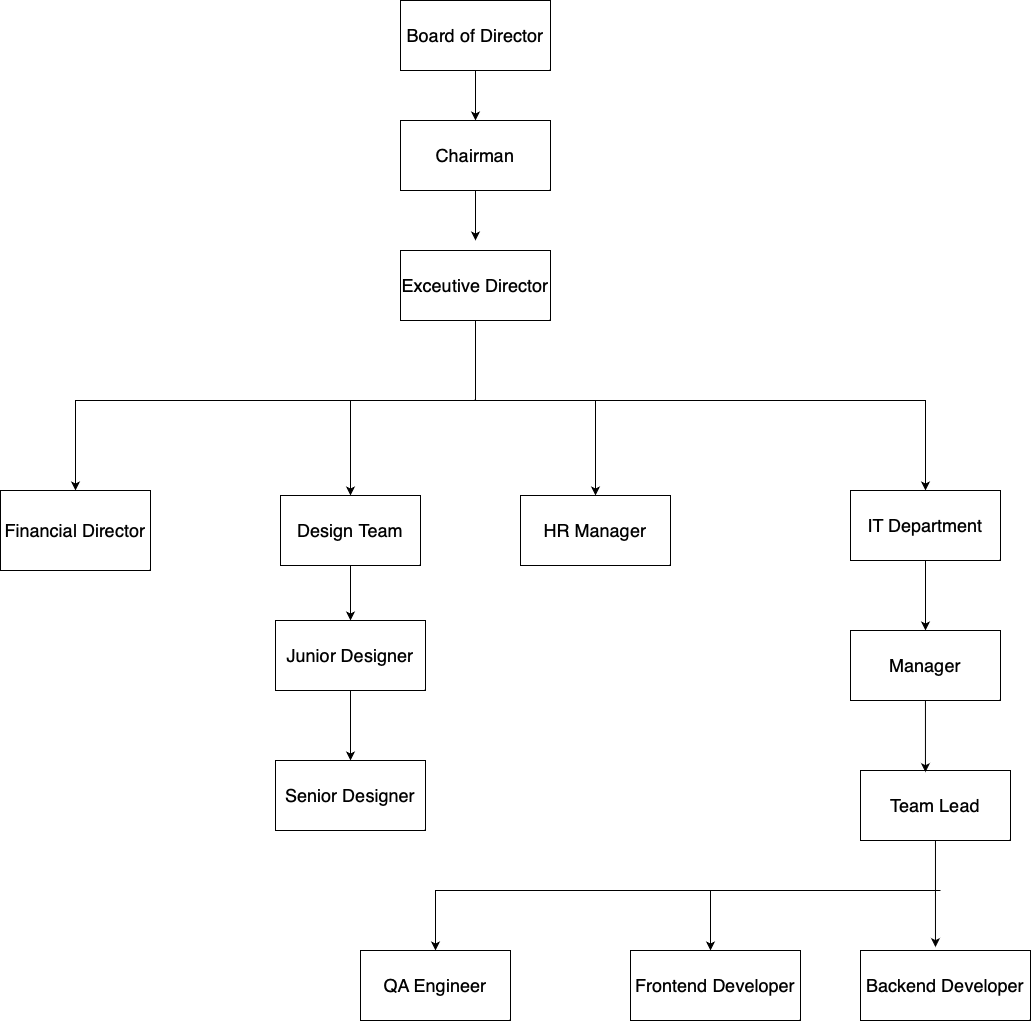 Board of Director
Chairman
Exceutive Director
Financial Director
Design Team
HR Manager
IT Department
Junior Designer
Manager
Senior Designer
Team Lead
QA Engineer
Frontend Developer
Backend Developer